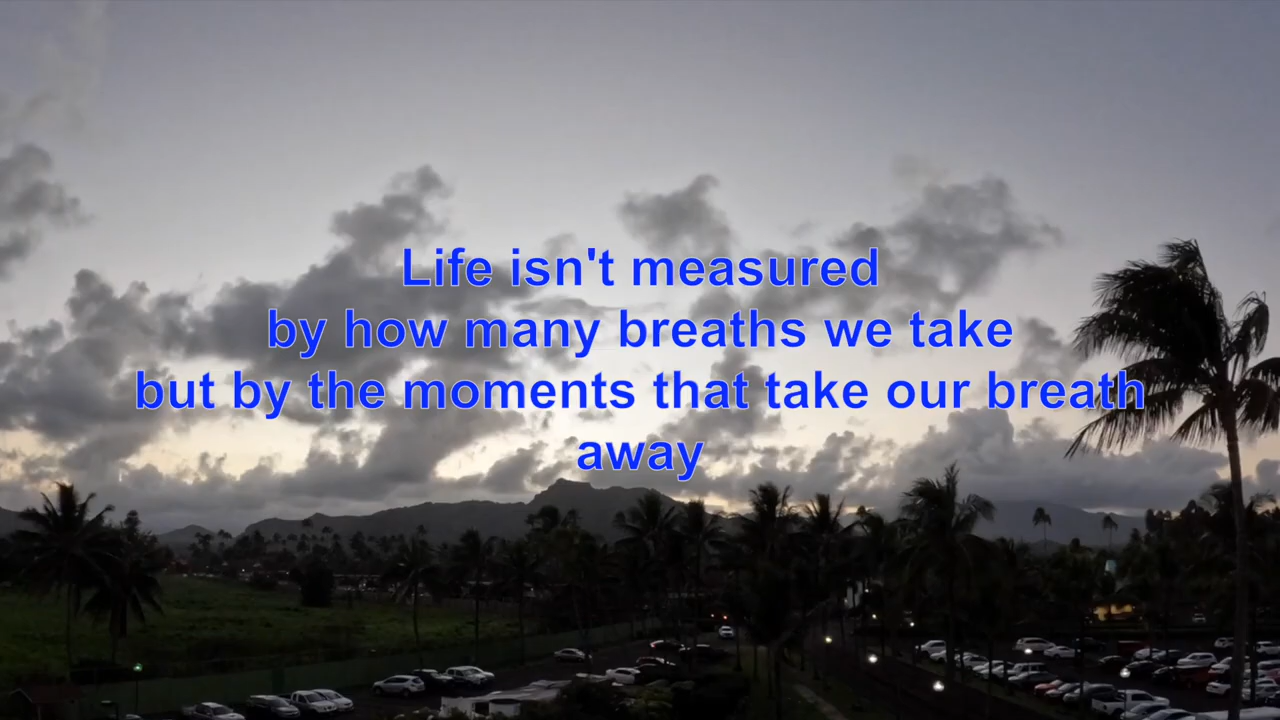 Life isn't measured
by how many breaths we take
but by the moments that take our breath
away